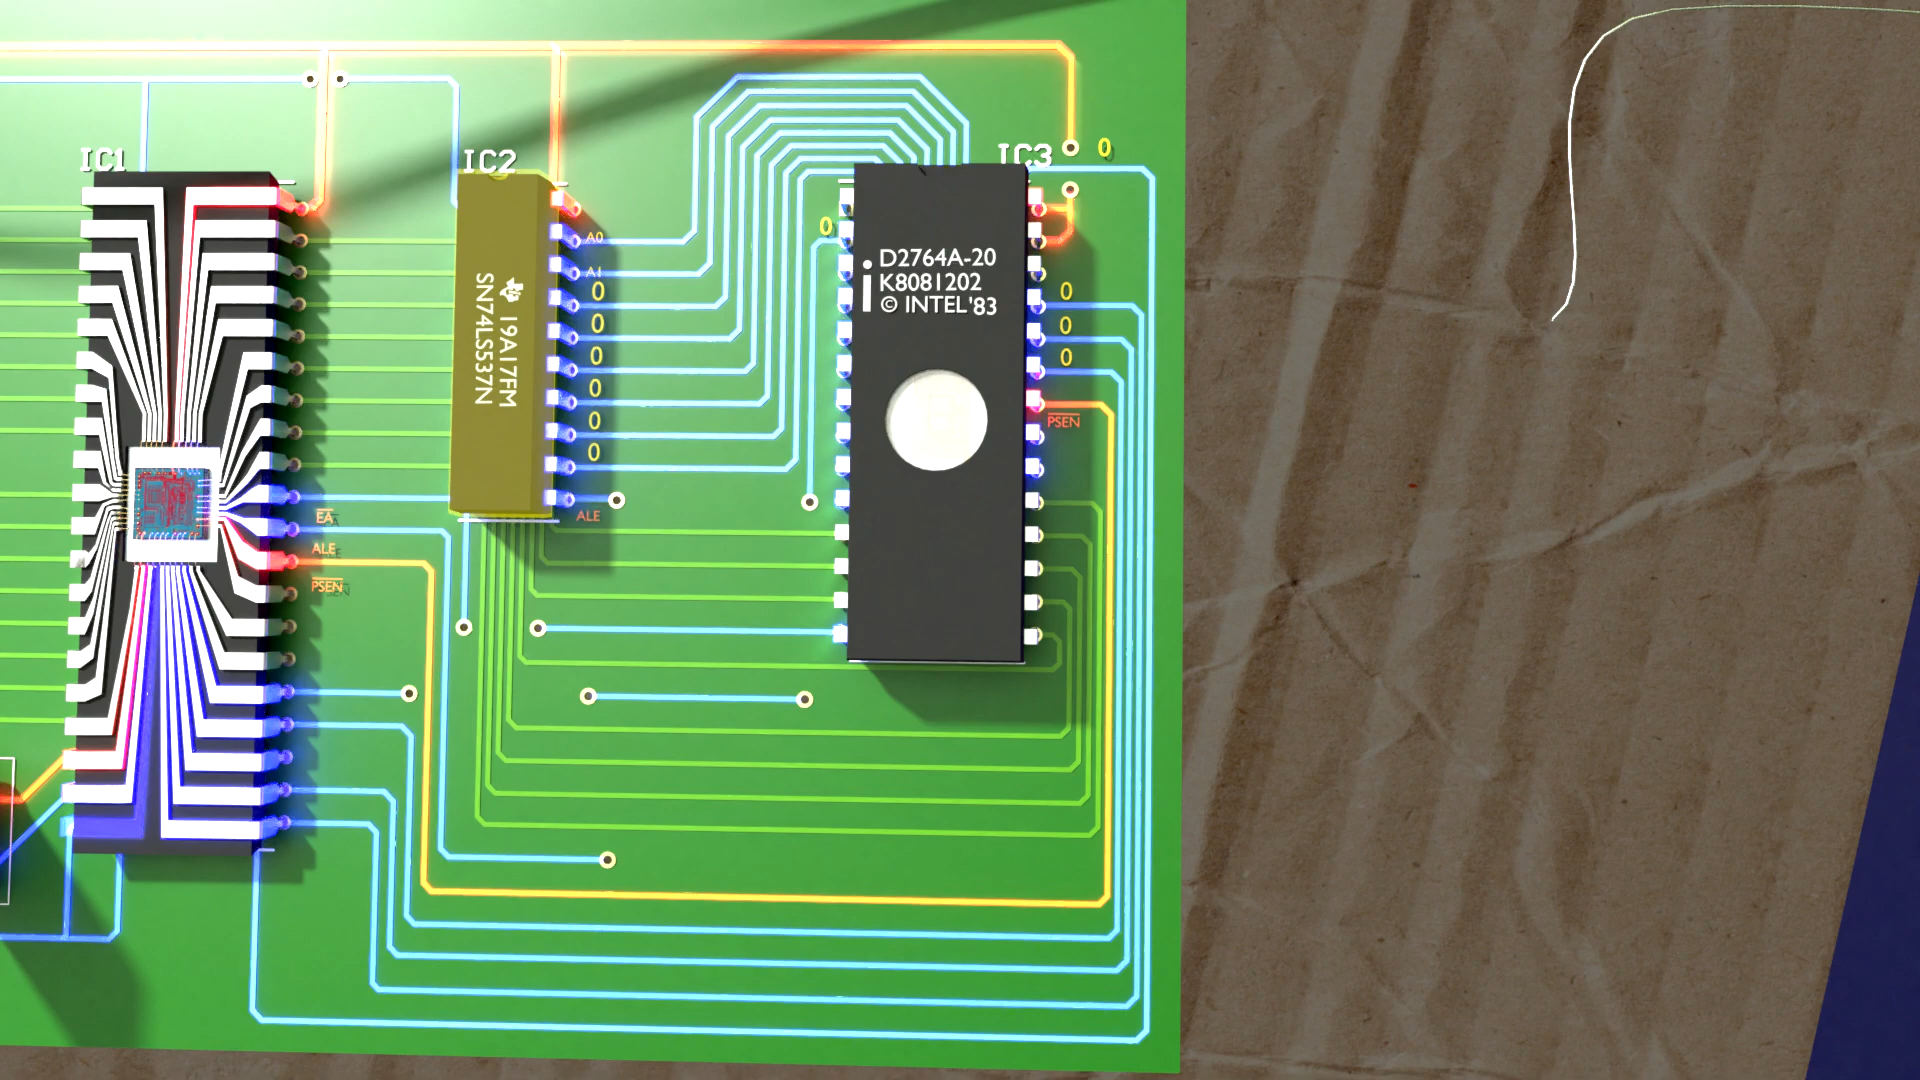 IC1
IC2
IC3
0
A0
A1
0
0
0
0
0
0
ALE
SN74LS537N
19A17FM
0
D2764A-20
K8081202
© INTEL'83
0
0
0
PSEN
EA
ALE
PSEN